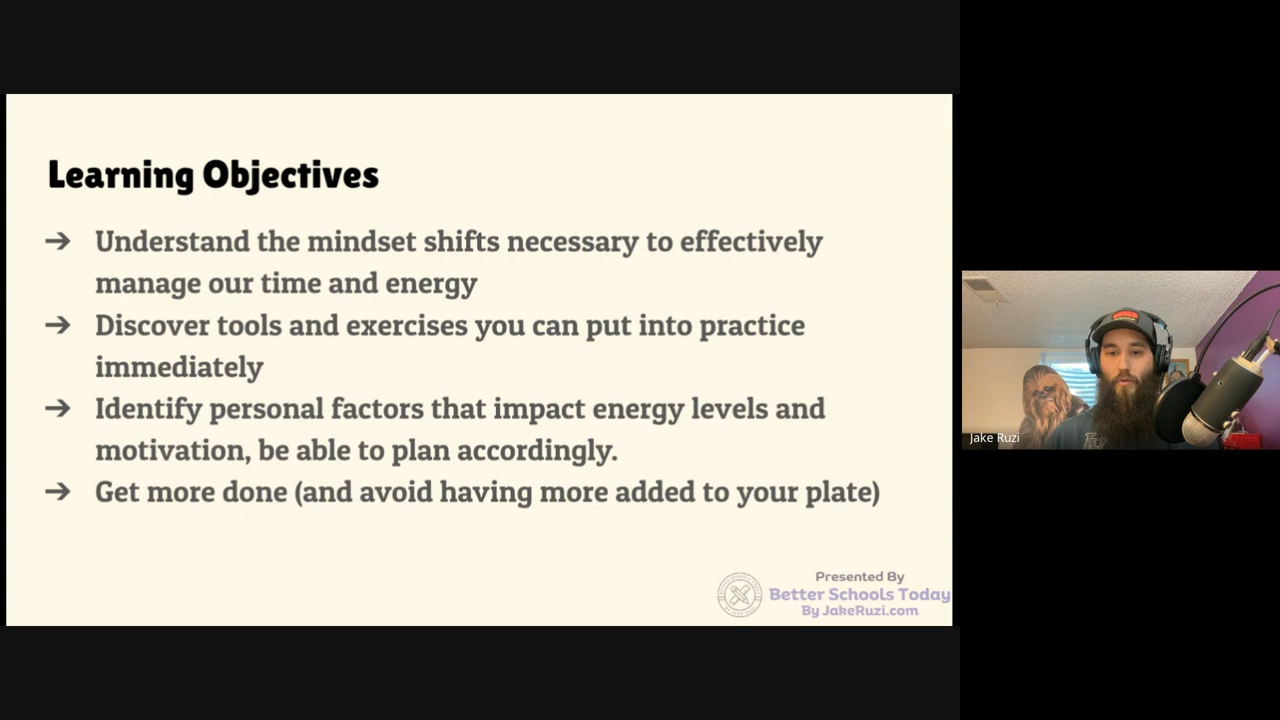 Learning Objectives
➔ Understand the mindset shifts necessary to effectively
manage our time and energy
➔ Discover tools and exercises you can put into practice
immediately
➔ Identify personal factors that impact energy levels and
motivation, be able to plan accordingly.
➔ Get more done (and avoid having more added to your plate)
Presented By
Better Schools Today
By JakeRuzi.com
Jake Ruzi